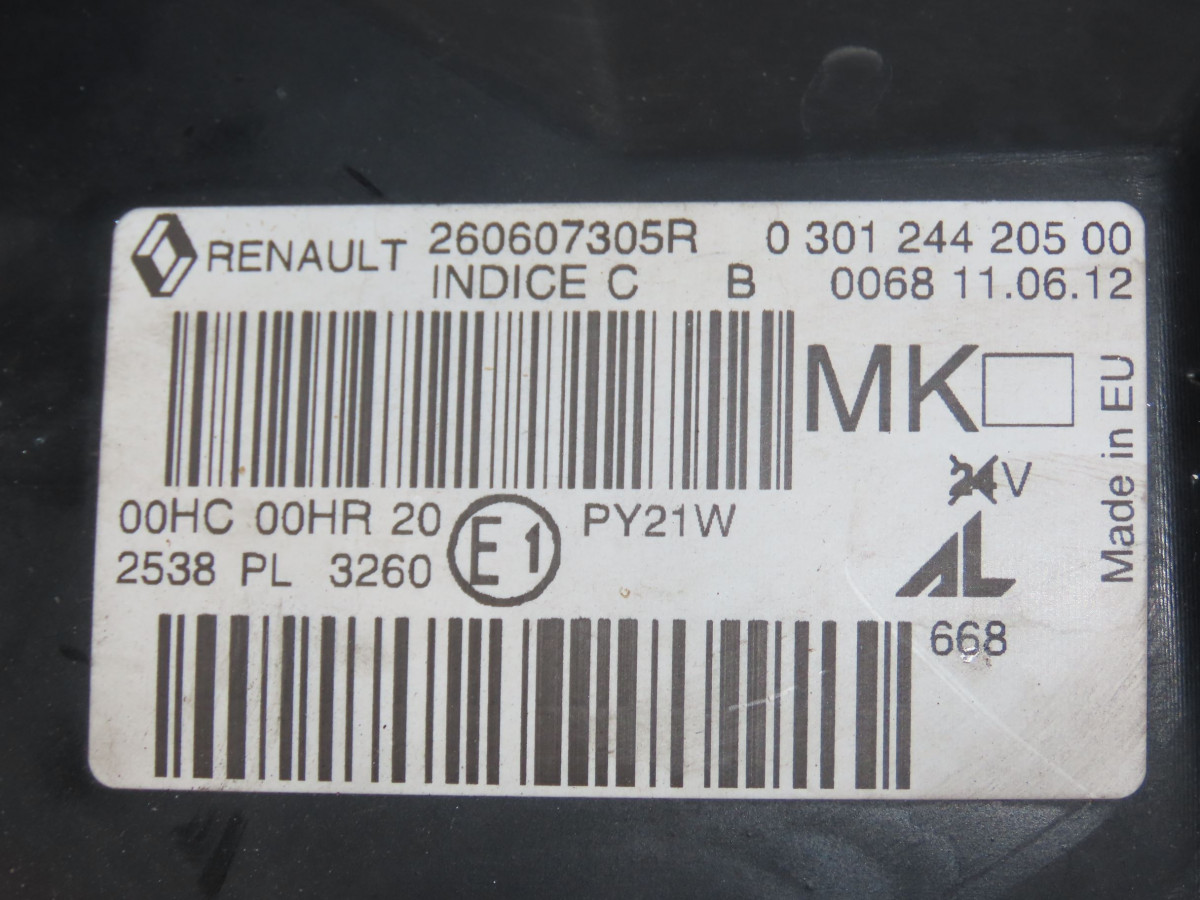 RENAULT 260607305R 0 301 244 205 00
INDICE C B 0068 11.06.12
MK
Made in EU
24V
00HC 00HR 20 E1 PY21W
2538 PL 3260
AL
668